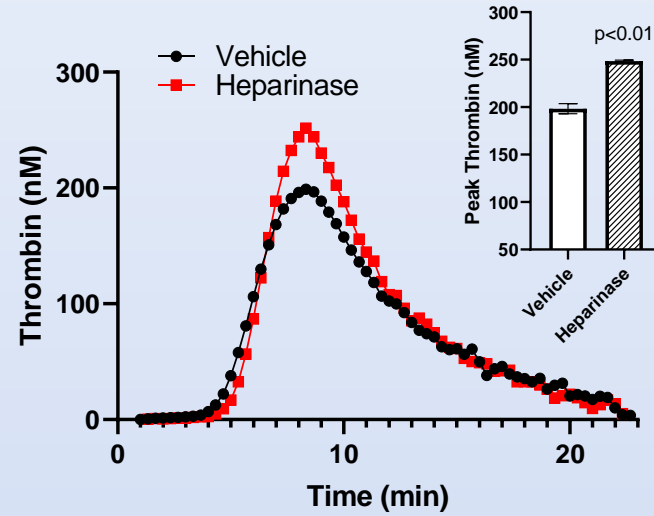 Vehicle
Heparinase
Thrombin (nM)
300
200
100
0
0
10
20
Time (min)
p<0.01
Peak Thrombin (nM)
300
250
200
150
100
50
Vehicle
Heparinase